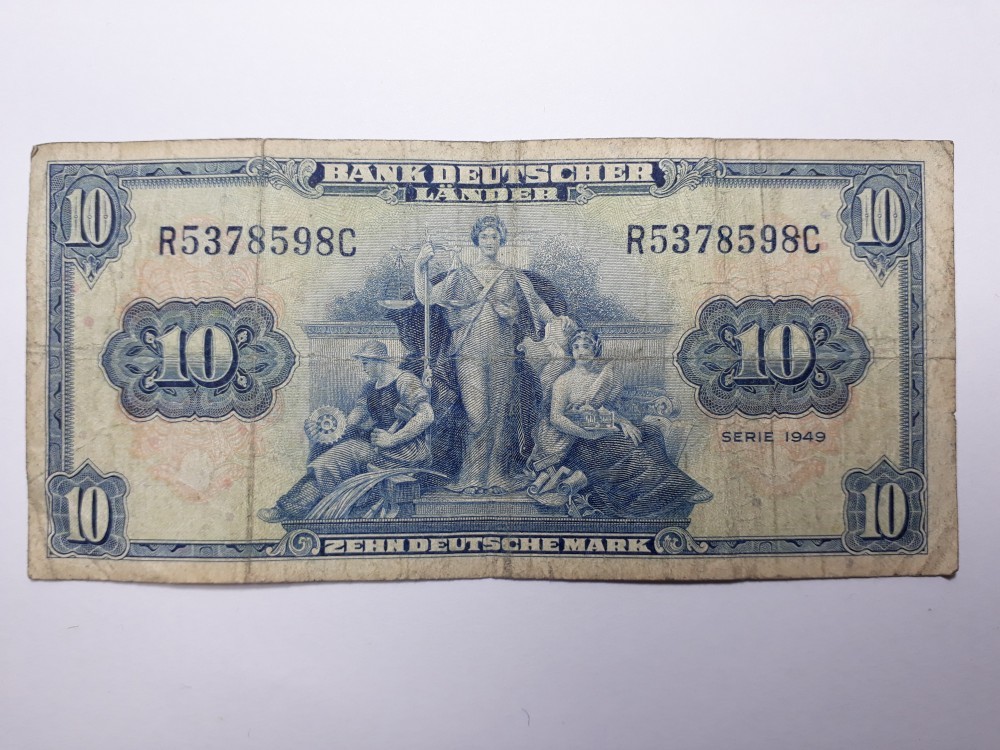 BANK DEUTSCHER
LÄNDER
10 10
R5378598C R5378598C
10 10
SERIE 1949
10 10
ZEHN DEUTSCHE MARK